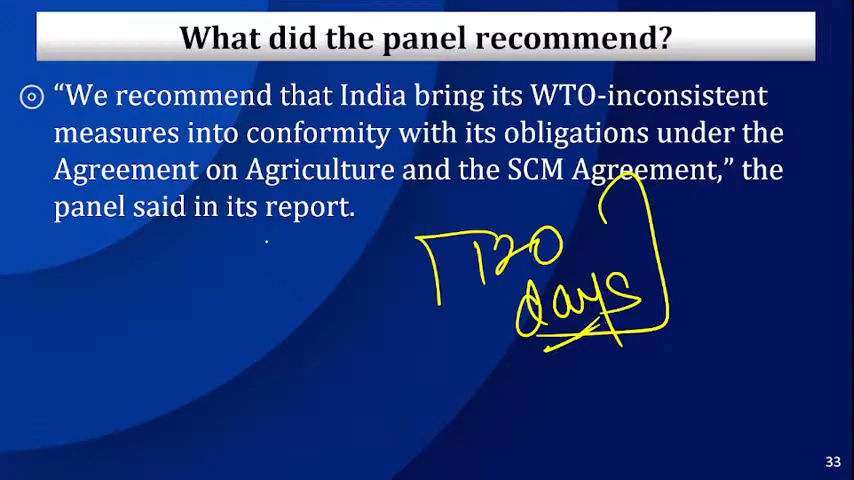 What did the panel recommend?
“We recommend that India bring its WTO-inconsistent
measures into conformity with its obligations under the
Agreement on Agriculture and the SCM Agreement,” the
panel said in its report.
120
days
33